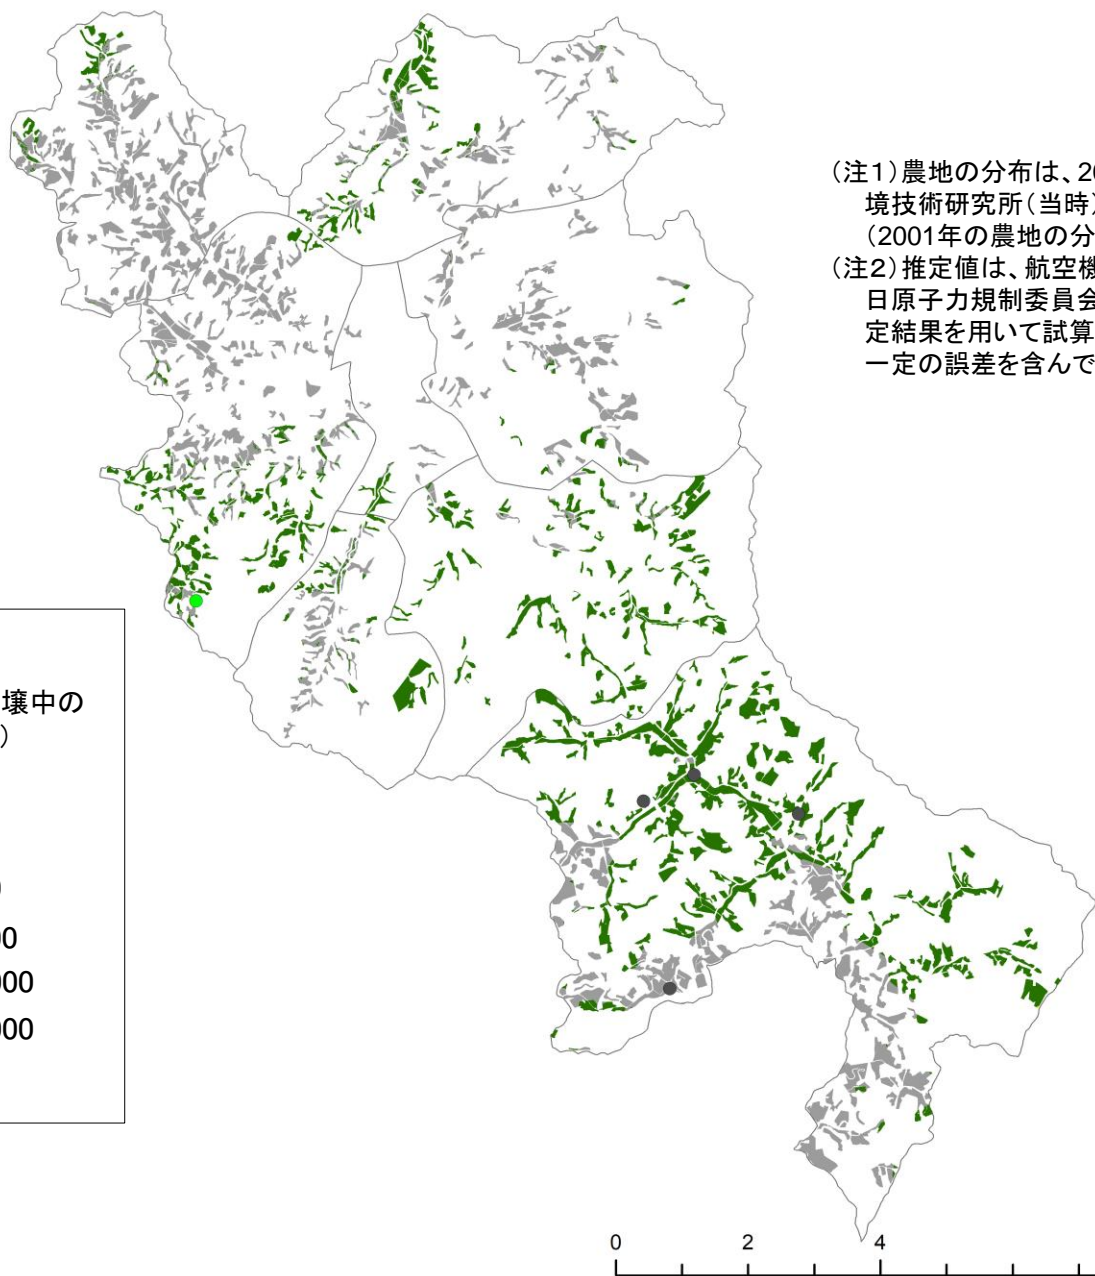 （注１）農地の分布は、20
境技術研究所（当時）
（2001年の農地の分
（注２）推定値は、航空機
日原子力規制委員会
定結果を用いて試算
一定の誤差を含んで
壌中の
）
00
000
000
0 2 4